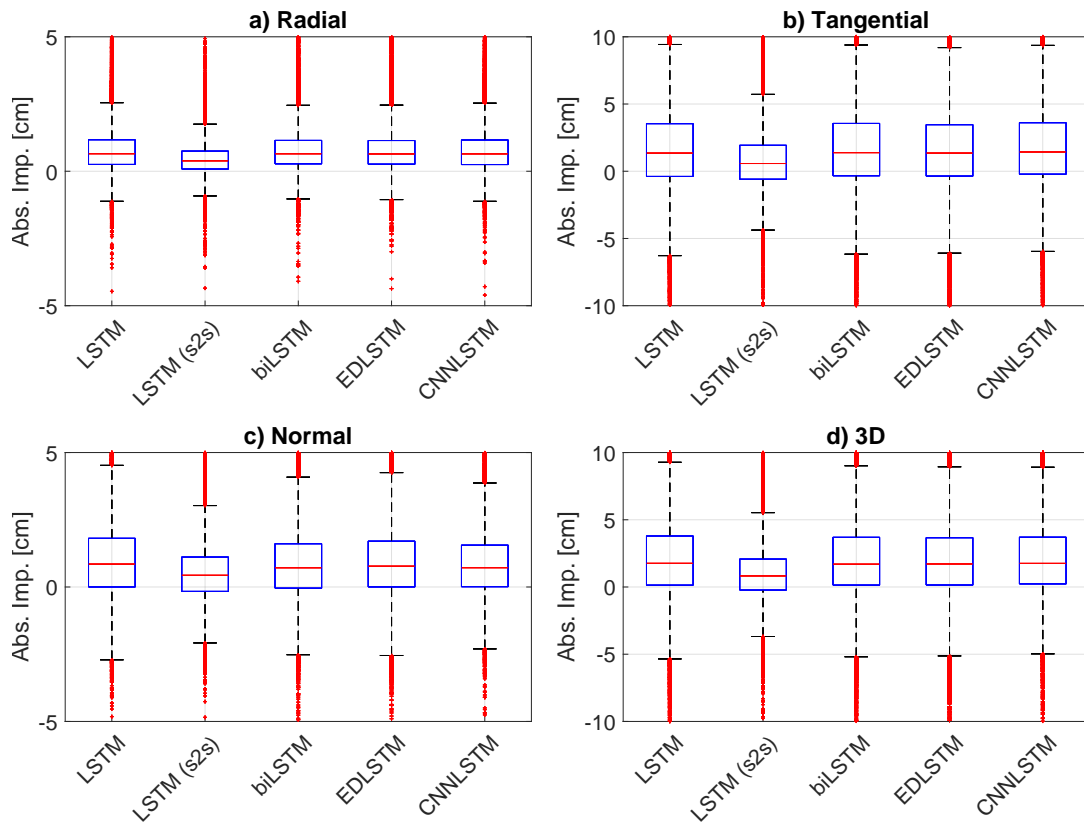 a) Radial
5
0
-5
Abs. Imp. [cm]
LSTM
LSTM (s2s)
biLSTM
EDLSTM
CNNLSTM
b) Tangential
10
5
0
-5
-10
Abs. Imp. [cm]
LSTM
LSTM (s2s)
biLSTM
EDLSTM
CNNLSTM
c) Normal
5
0
-5
Abs. Imp. [cm]
LSTM
LSTM (s2s)
biLSTM
EDLSTM
CNNLSTM
d) 3D
10
5
0
-5
-10
Abs. Imp. [cm]
LSTM
LSTM (s2s)
biLSTM
EDLSTM
CNNLSTM